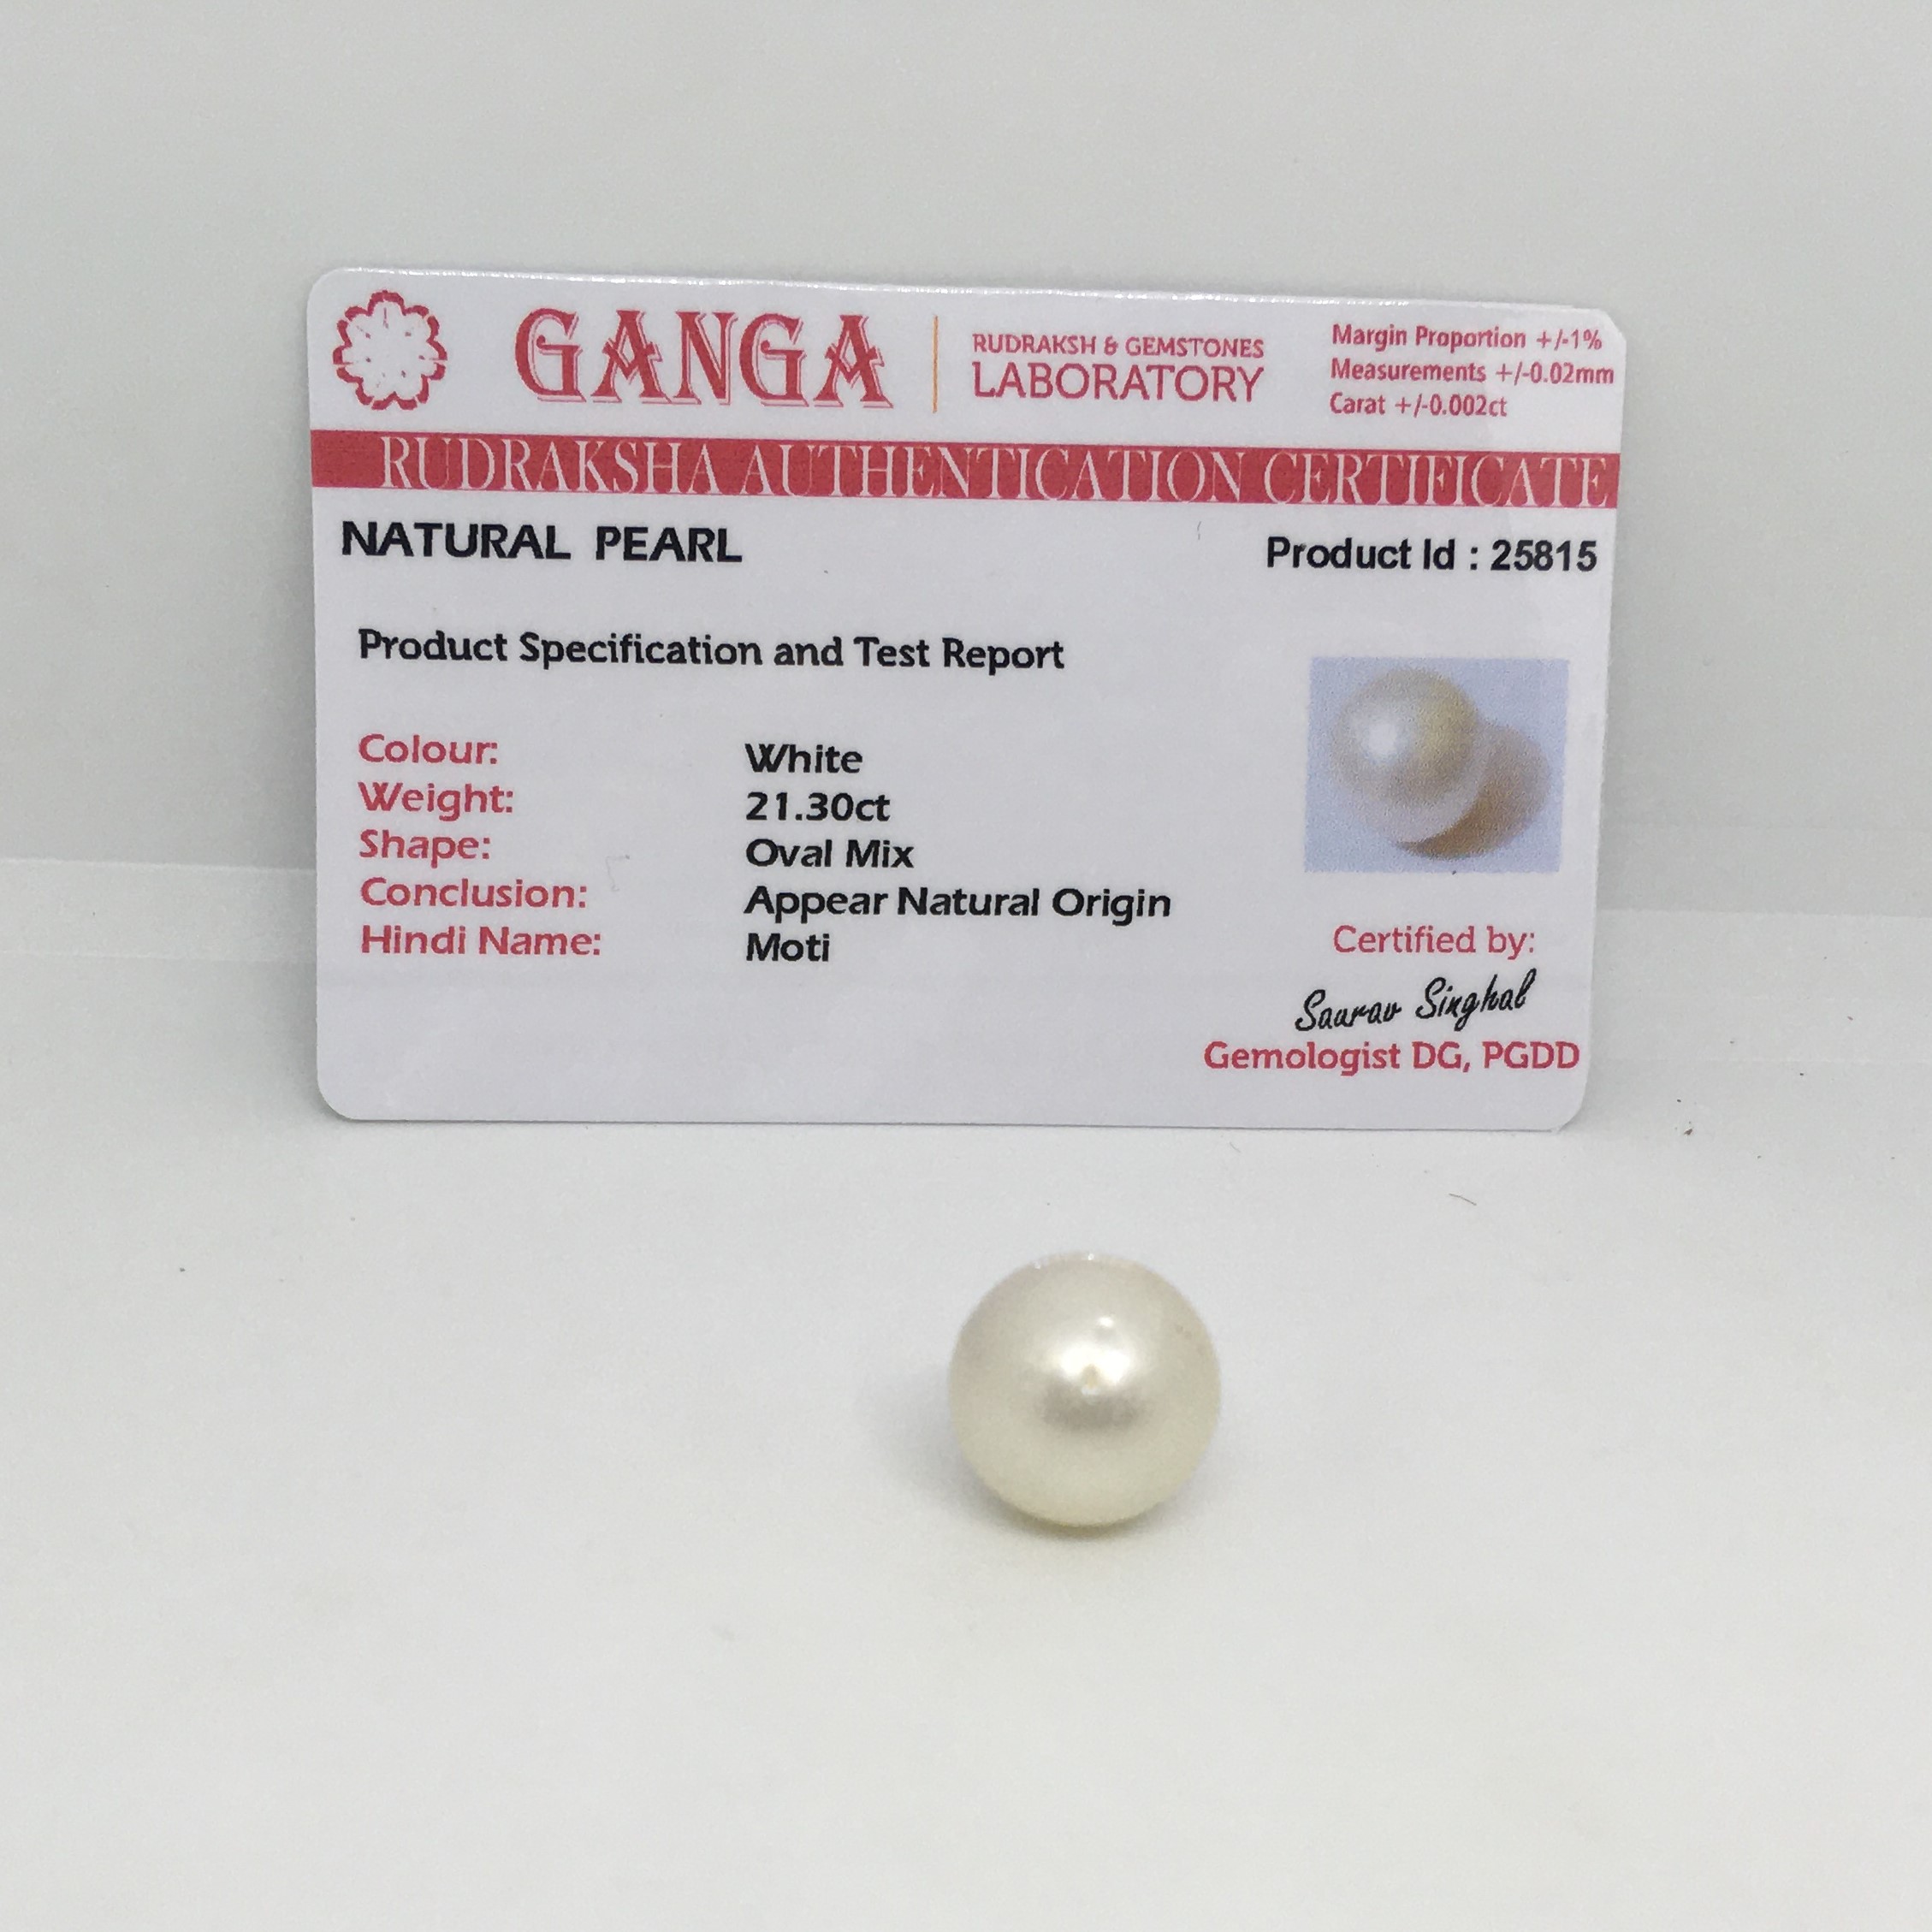 GANGA
RUDRAKSH & GEMSTONES
LABORATORY
Margin Proportion +/-1%
Measurements +/-0.02mm
Carat +/-0.002ct
RUDRAKSHA AUTHENTICATION CERTIFICATE
NATURAL PEARL
Product Id : 25815
Product Specification and Test Report
Colour: White
Weight: 21.30ct
Shape: Oval Mix
Conclusion: Appear Natural Origin
Hindi Name: Moti
Certified by:
Saurav Singhal
Gemologist DG, PGDD